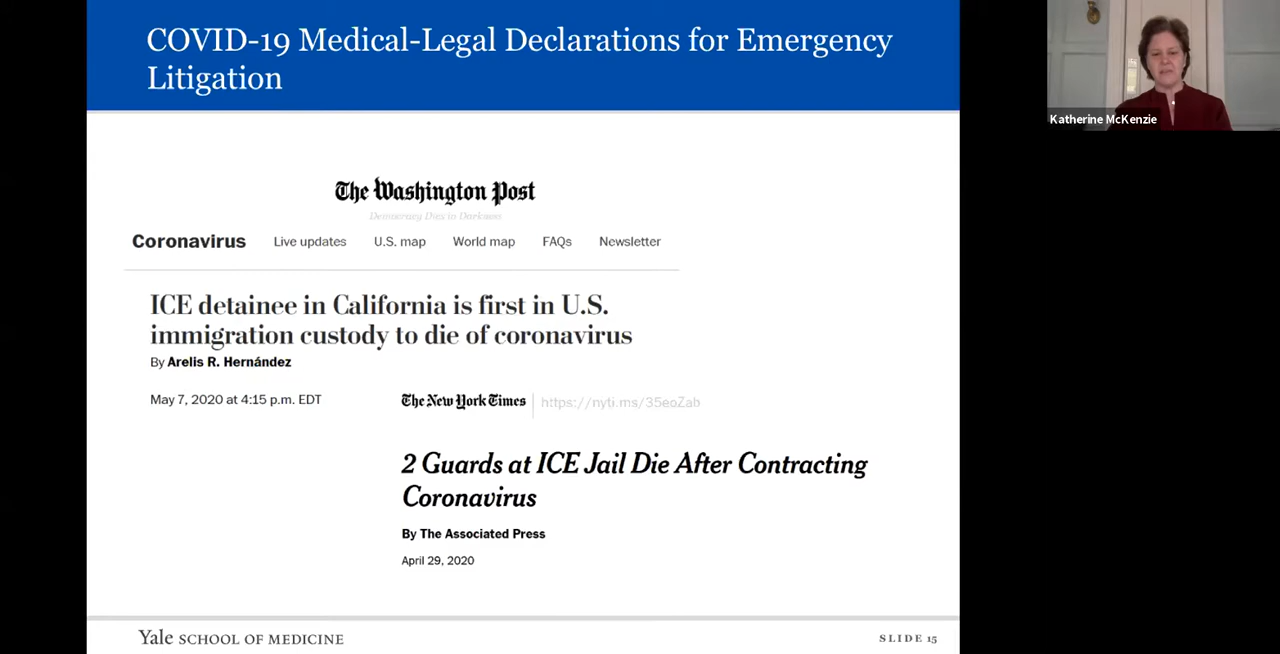 COVID-19 Medical-Legal Declarations for Emergency
Litigation
Katherine McKenzie
The Washington Post
Democracy Dies in Darkness
Coronavirus Live updates U.S. map World map FAQs Newsletter
ICE detainee in California is first in U.S.
immigration custody to die of coronavirus
By Arelis R. Hernández
May 7, 2020 at 4:15 p.m. EDT
The New York Times https://nyti.ms/35eoZab
2 Guards at ICE Jail Die After Contracting
Coronavirus
By The Associated Press
April 29, 2020
Yale SCHOOL OF MEDICINE
SLIDE 15